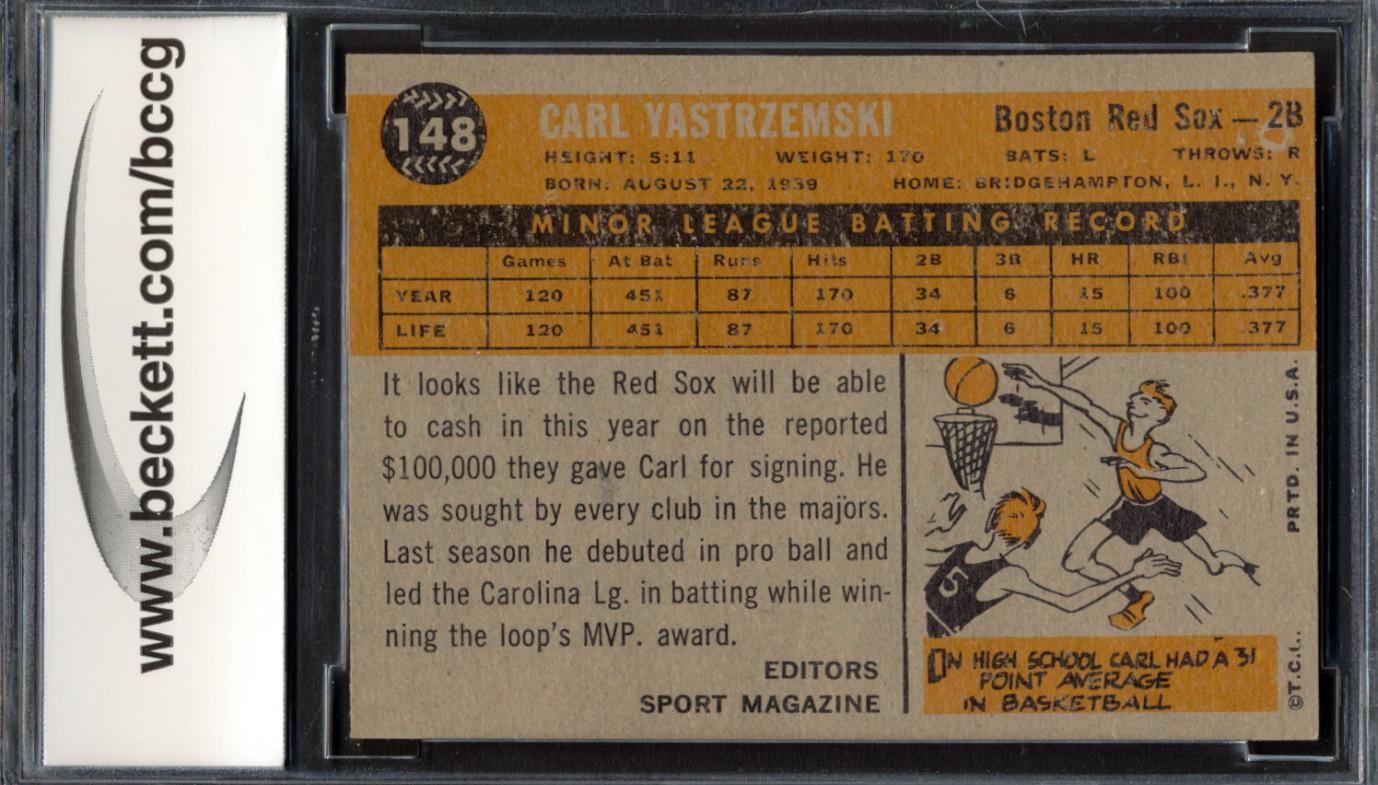 www.beckett.com/bccg
148
CARL YASTRZEMSKI
Boston Red Sox — 2B
HEIGHT: 5:11 WEIGHT: 170 BATS: L THROWS: R
BORN: AUGUST 22, 1939 HOME: BRIDGEHAMPTON, L. I., N. Y.
MINOR LEAGUE BATTING RECORD
Games At Bat Runs Hits 2B 3B HR RBI Avg
YEAR 120 451 87 170 34 6 15 100 .377
LIFE 120 451 87 170 34 6 15 100 .377
It looks like the Red Sox will be able
to cash in this year on the reported
$100,000 they gave Carl for signing. He
was sought by every club in the majors.
Last season he debuted in pro ball and
led the Carolina Lg. in batting while win-
ning the loop's MVP. award.
EDITORS
SPORT MAGAZINE
5
IN HIGH SCHOOL CARL HAD A 31
POINT AVERAGE
IN BASKETBALL
©T.C.I. PRTD. IN U.S.A.